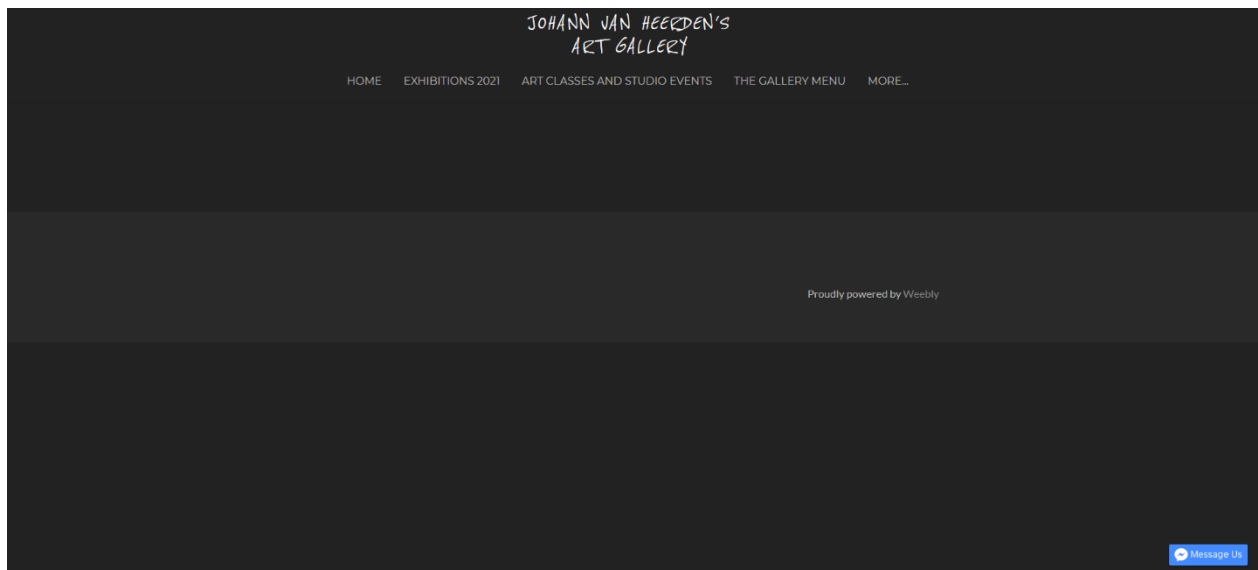 JOHANN VAN HEERDEN'S
ART GALLERY
HOME EXHIBITIONS 2021 ART CLASSES AND STUDIO EVENTS THE GALLERY MENU MORE...
Proudly powered by Weebly
Message Us